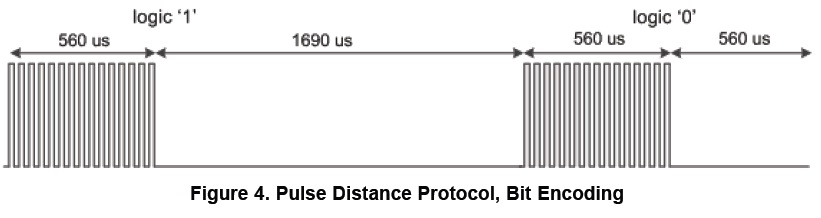 logic ‘1’ logic ‘0’
560 us 1690 us 560 us 560 us
Figure 4. Pulse Distance Protocol, Bit Encoding